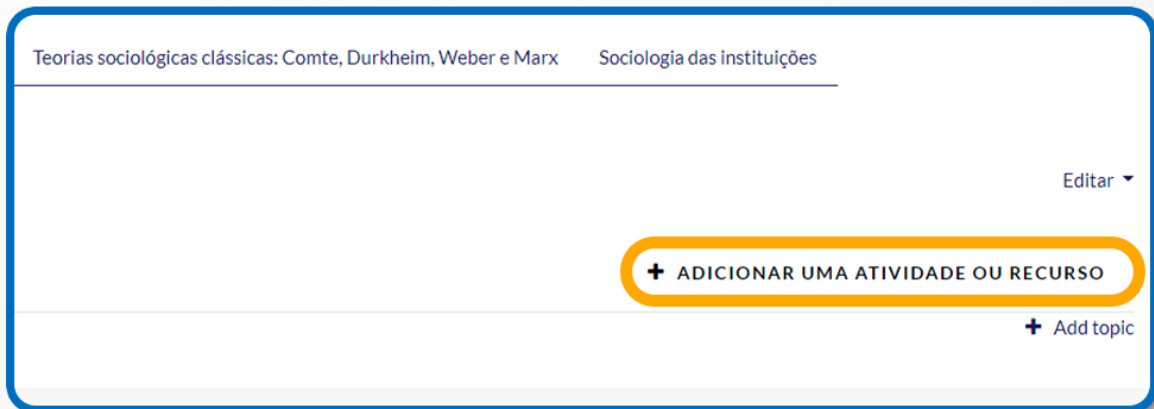 Teorias sociológicas clássicas: Comte, Durkheim, Weber e Marx Sociologia das instituições
Editar
+ ADICIONAR UMA ATIVIDADE OU RECURSO
+ Add topic